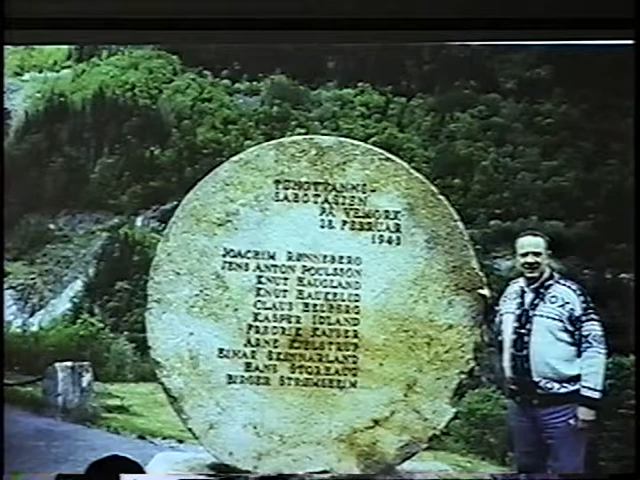 TUNGTVANNS-
SABOTASJEN
PÅ VEMORK
28. FEBRUAR
1943
JOACHIM RØNNEBERG
JENS ANTON POULSSON
KNUT HAUGLAND
KNUT HAUKELID
CLAUS HELBERG
KASPER IDLAND
FREDRIK KAYSER
ARNE KJELSTRUP
EINAR SKINNARLAND
HANS STORHAUG
BIRGER STRØMSHEIM